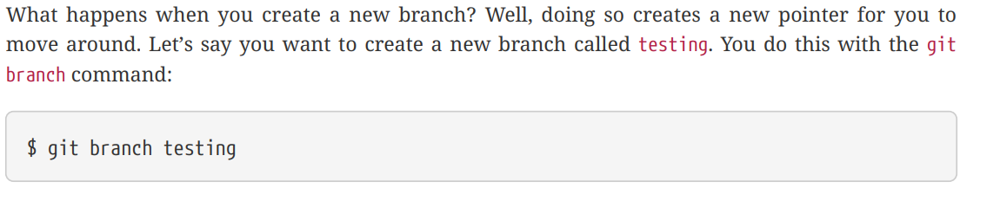 What happens when you create a new branch? Well, doing so creates a new pointer for you to
move around. Let’s say you want to create a new branch called testing. You do this with the git
branch command:
$ git branch testing